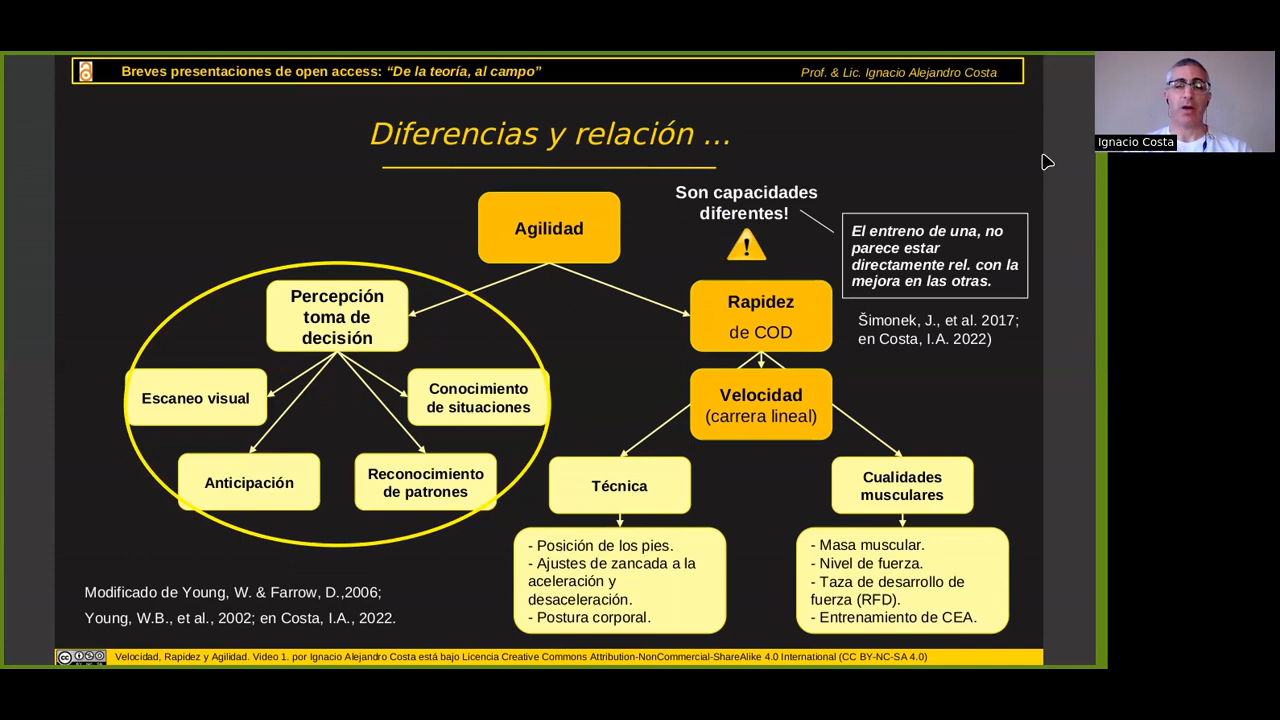 Breves presentaciones de open access: “De la teoría, al campo”
Prof. & Lic. Ignacio Alejandro Costa
Ignacio Costa
Diferencias y relación ...
Son capacidades
diferentes!
Agilidad
El entreno de una, no
parece estar
directamente rel. con la
mejora en las otras.
Percepción
toma de
decisión
Rapidez
de COD
Šimonek, J., et al. 2017;
en Costa, I.A. 2022)
Escaneo visual
Conocimiento
de situaciones
Velocidad
(carrera lineal)
Anticipación
Reconocimiento
de patrones
Técnica
Cualidades
musculares
- Posición de los pies.
- Ajustes de zancada a la
aceleración y
desaceleración.
- Postura corporal.
- Masa muscular.
- Nivel de fuerza.
- Taza de desarrollo de
fuerza (RFD).
- Entrenamiento de CEA.
Modificado de Young, W. & Farrow, D.,2006;
Young, W.B., et al., 2002; en Costa, I.A., 2022.
Velocidad, Rapidez y Agilidad. Video 1. por Ignacio Alejandro Costa está bajo Licencia Creative Commons Attribution-NonCommercial-ShareAlike 4.0 International (CC BY-NC-SA 4.0)